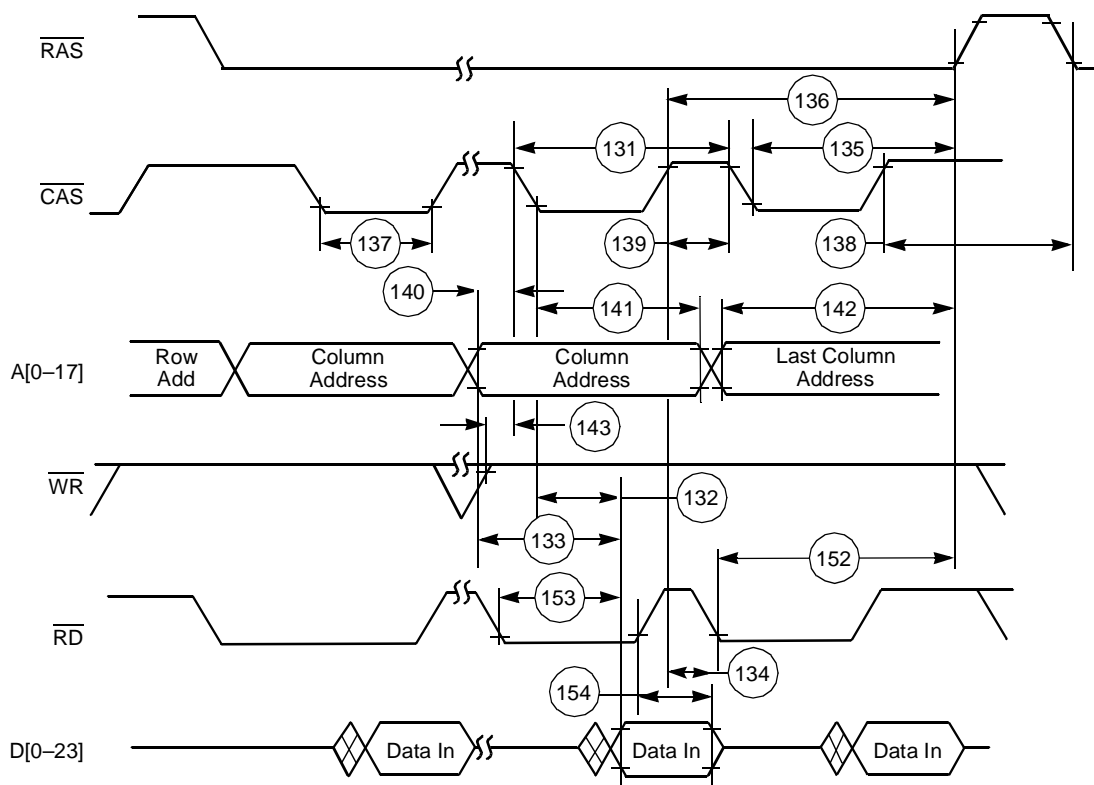 RAS
136
131
135
CAS
137
139
138
140
141
142
A[0–17]
Row
Add
Column
Address
Column
Address
Last Column
Address
143
WR
132
133
152
153
RD
134
154
D[0–23]
Data In
Data In
Data In